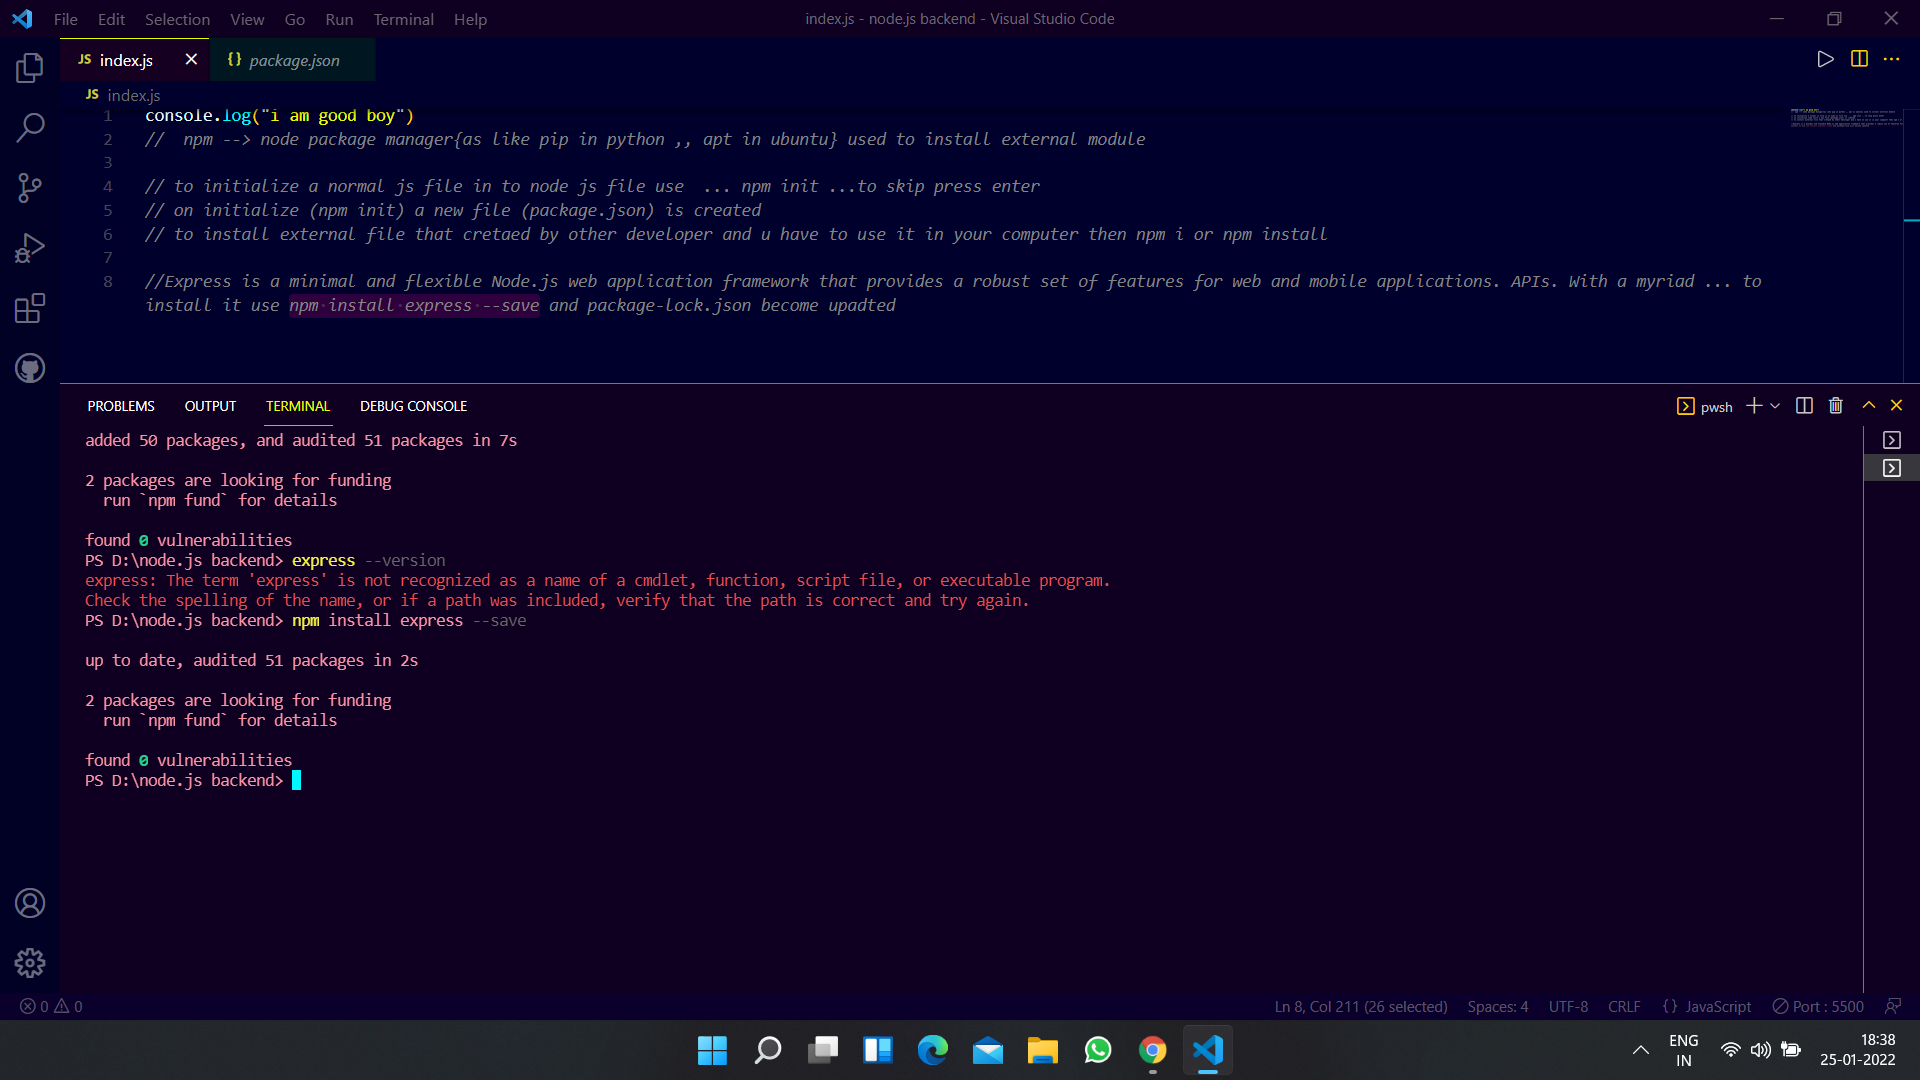 File Edit Selection View Go Run Terminal Help
index.js - node.js backend - Visual Studio Code
JS index.js
{} package.json
JS index.js
1 console.log("i am good boy")
2 //  npm --> node package manager{as like pip in python ,, apt in ubuntu} used to install external module
3
4 // to initialize a normal js file in to node js file use  ... npm init ...to skip press enter
5 // on initialize (npm init) a new file (package.json) is created
6 // to install external file that cretaed by other developer and u have to use it in your computer then npm i or npm install
7
8 //Express is a minimal and flexible Node.js web application framework that provides a robust set of features for web and mobile applications. APIs. With a myriad ... to
install it use npm install express --save and package-lock.json become upadted
PROBLEMS OUTPUT TERMINAL DEBUG CONSOLE
pwsh
added 50 packages, and audited 51 packages in 7s
2 packages are looking for funding
run `npm fund` for details
found 0 vulnerabilities
PS D:\node.js backend> express --version
express: The term 'express' is not recognized as a name of a cmdlet, function, script file, or executable program.
Check the spelling of the name, or if a path was included, verify that the path is correct and try again.
PS D:\node.js backend> npm install express --save
up to date, audited 51 packages in 2s
2 packages are looking for funding
run `npm fund` for details
found 0 vulnerabilities
PS D:\node.js backend>
0 0
Ln 8, Col 211 (26 selected) Spaces: 4 UTF-8 CRLF {} JavaScript Port : 5500
ENG
IN
18:38
25-01-2022